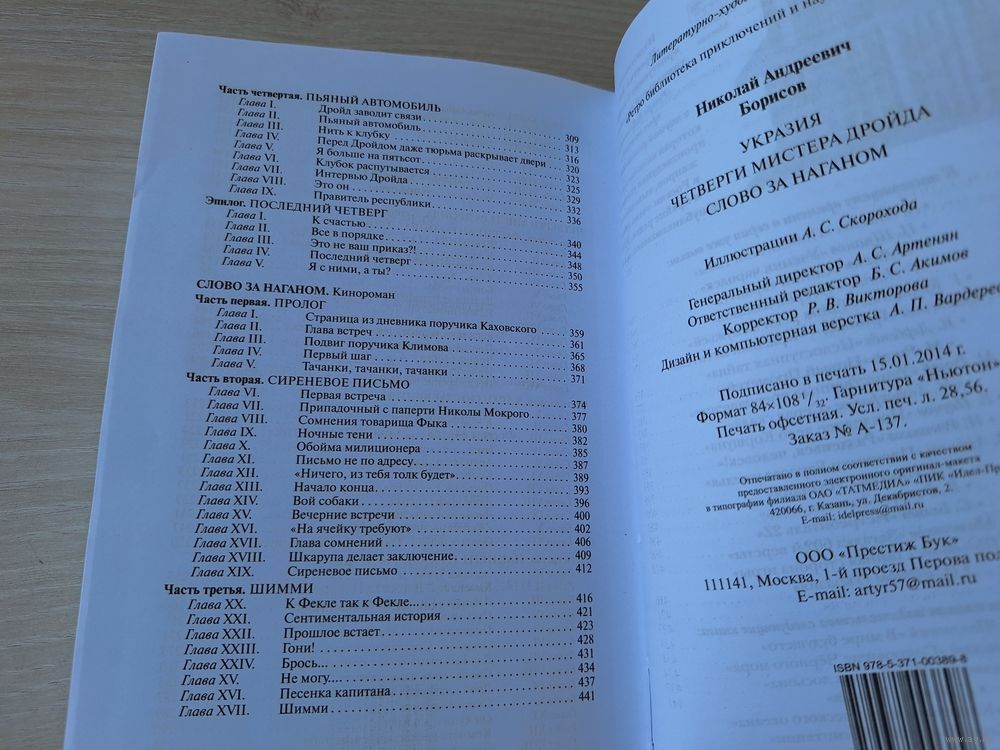 Часть четвертая. ПЬЯНЫЙ АВТОМОБИЛЬ
Глава I. Дройд заводит связи 309
Глава II. Пьяный автомобиль 313
Глава III. Нить к клубку 316
Глава IV. Перед Дройдом даже тюрьма раскрывает двери 320
Глава V. Я больше на пятьсот 323
Глава VI. Клубок распутывается 325
Глава VII. Интервью Дройда 329
Глава VIII. Это он 332
Глава IX. Правитель республики 336
Эпилог. ПОСЛЕДНИЙ ЧЕТВЕРГ
Глава I. К счастью 340
Глава II. Все в порядке 344
Глава III. Это не ваш приказ?! 348
Глава IV. Последний четверг 350
Глава V. Я с ними, а ты? 355
СЛОВО ЗА НАГАНОМ. Кинороман
Часть первая. ПРОЛОГ
Глава I. Страница из дневника поручика Каховского 359
Глава II. Глава встреч 361
Глава III. Подвиг поручика Климова 365
Глава IV. Первый шаг 368
Глава V. Тачанки, тачанки, тачанки 371
Часть вторая. СИРЕНЕВОЕ ПИСЬМО
Глава VI. Первая встреча 374
Глава VII. Припадочный с паперти Николы Мокрого 377
Глава VIII. Сомнения товарища Фыка 380
Глава IX. Ночные тени 382
Глава X. Обойма милиционера 385
Глава XI. Письмо не по адресу 387
Глава XII. «Ничего, из тебя толк будет» 389
Глава XIII. Начало конца 393
Глава XIV. Вой собаки 396
Глава XV. Вечерние встречи 400
Глава XVI. «На ячейку требуют» 402
Глава XVII. Глава сомнений 406
Глава XVIII. Шкарупа делает заключение 409
Глава XIX. Сиреневое письмо 412
Часть третья. ШИММИ
Глава XX. К Фекле так к Фекле... 416
Глава XXI. Сентиментальная история 421
Глава XXII. Прошлое встает 423
Глава XXIII. Гони! 428
Глава XXIV. Брось... 431
Глава XV. Не могу... 434
Глава XVI. Песенка капитана 437
Глава XVII. Шимми 441
Николай Андреевич
Борисов
УКРАЗИЯ
ЧЕТВЕРГИ МИСТЕРА ДРОЙДА
СЛОВО ЗА НАГАНОМ
Иллюстрации А. С. Скорохода
Генеральный директор А. С. Артенян
Ответственный редактор Б. С. Акимов
Корректор Р. В. Викторова
Дизайн и компьютерная верстка А. П.
Подписано в печать 15.01.2014 г.
Формат 84×108 1/32. Гарнитура «Ньютон»
Печать офсетная. Усл. печ. л. 28,56.
Заказ № А-137.
Отпечатано в полном соответствии с качеством
предоставленного электронного оригинал-макета
в типографии филиала ОАО «ТАТМЕДИА» «ПИК «Идел-Пр
420066, г. Казань, ул. Декабристов, 2.
E-mail: idelpress@mail.ru
ООО «Престиж Бук»
111141, Москва, 1-й проезд Перова пол
E-mail: artyr57@mail.ru
ISBN 978-5-371-00389-8